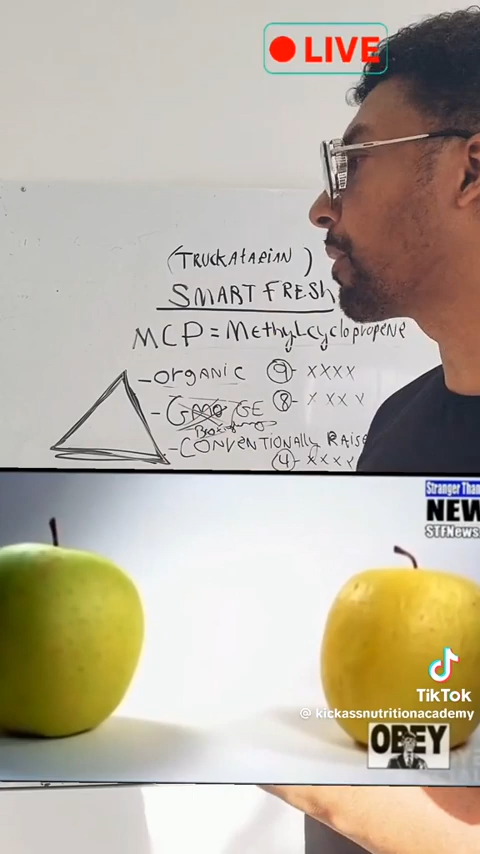 LIVE
(TRUCKATARIAN)
SMART FRESH
MCP = Methylcyclopropene
- ORGANIC ⑨- XXXX
- GMO/GE ⑧- XXXX
- CONVENTIONALLY RAISE
④- XXXX
Stranger Than
NEW
STFNews
TikTok
@kickassnutritionacademy
OBEY